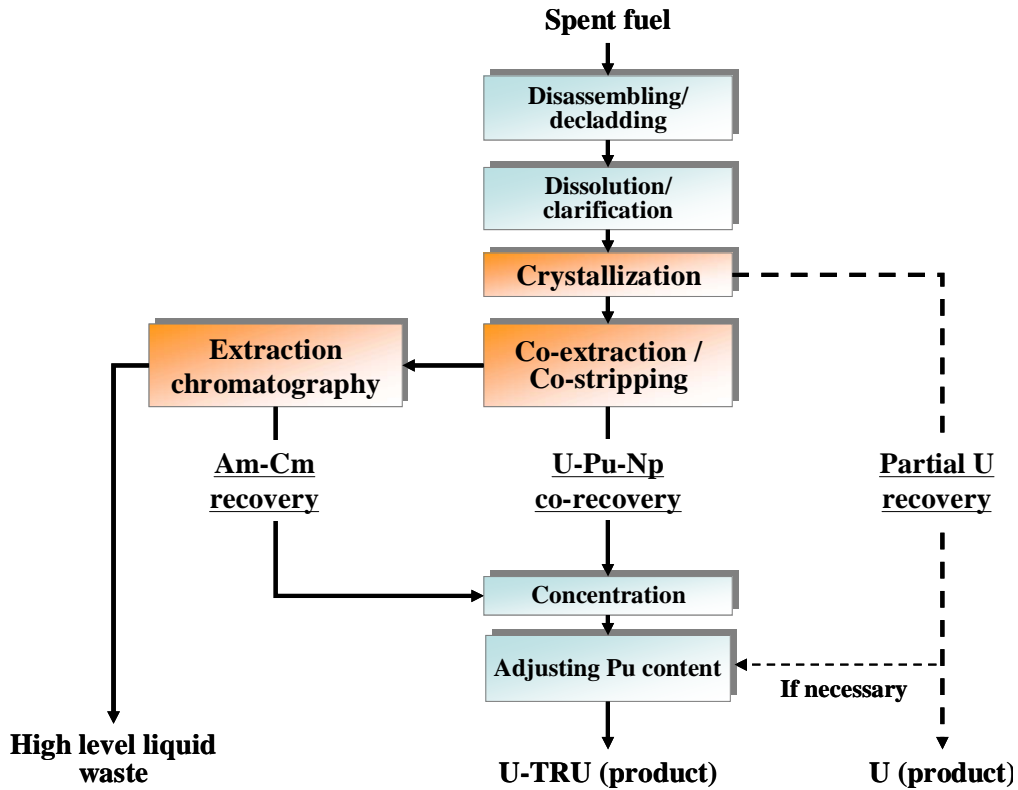 Spent fuel
Disassembling/
decladding
Dissolution/
clarification
Crystallization
Extraction
chromatography
Co-extraction /
Co-stripping
Am-Cm
recovery
U-Pu-Np
co-recovery
Partial U
recovery
Concentration
Adjusting Pu content
If necessary
High level liquid
waste
U-TRU (product)
U (product)